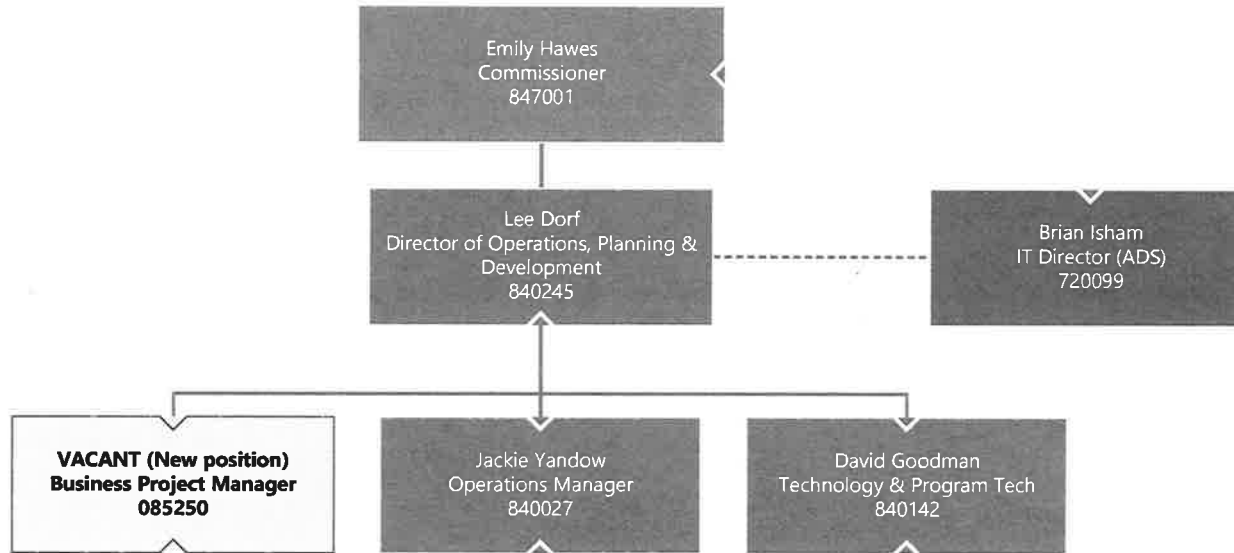 Emily Hawes
Commissioner
847001
Lee Dorf
Director of Operations, Planning &
Development
840245
Brian Isham
IT Director (ADS)
720099
VACANT (New position)
Business Project Manager
085250
Jackie Yandow
Operations Manager
840027
David Goodman
Technology & Program Tech
840142